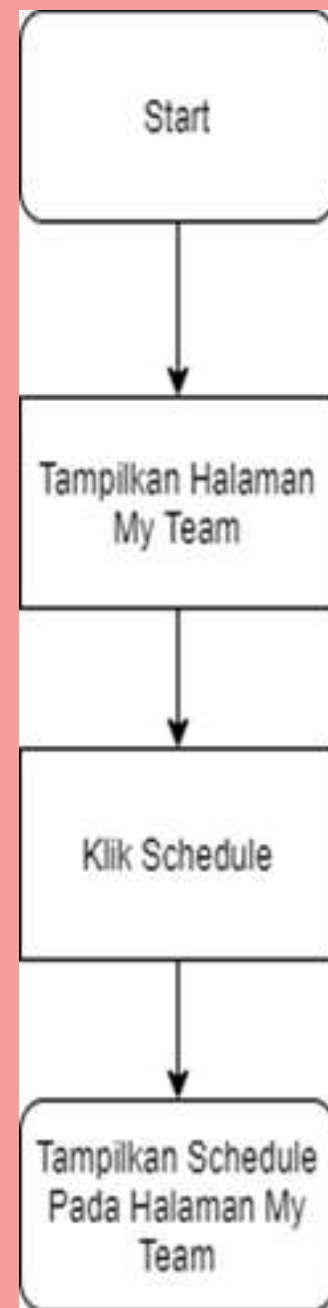 Start
Tampilkan Halaman
My Team
Klik Schedule
Tampilkan Schedule
Pada Halaman My
Team